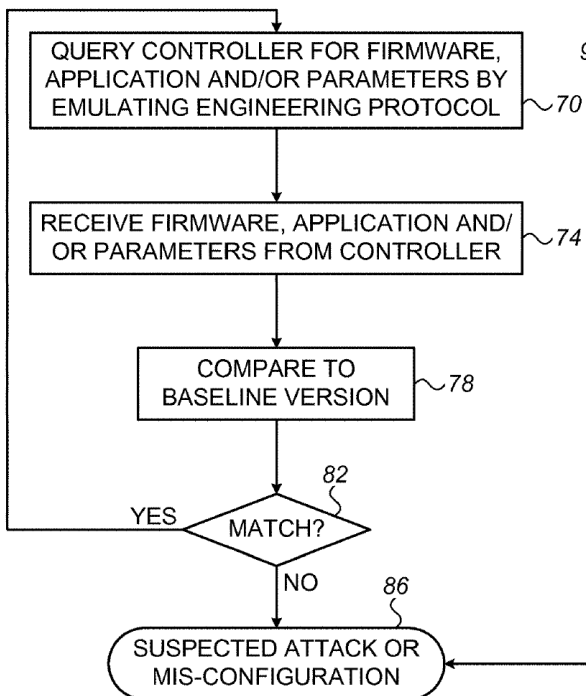 QUERY CONTROLLER FOR FIRMWARE,
APPLICATION AND/OR PARAMETERS BY
EMULATING ENGINEERING PROTOCOL
70
RECEIVE FIRMWARE, APPLICATION AND/
OR PARAMETERS FROM CONTROLLER
74
COMPARE TO
BASELINE VERSION
78
82
YES
MATCH?
NO
86
SUSPECTED ATTACK OR
MIS-CONFIGURATION